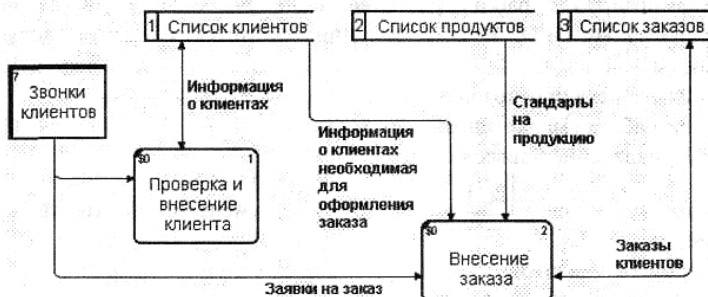 1 Список клиентов
2 Список продуктов
3 Список заказов
7
Звонки
клиентов
Информация
о клиентах
Информация
о клиентах
необходимая
для
оформления
заказа
Стандарты
на
продукцию
$0 1
Проверка и
внесение
клиента
$0 2
Внесение
заказа
Заказы
клиентов
Заявки на заказ